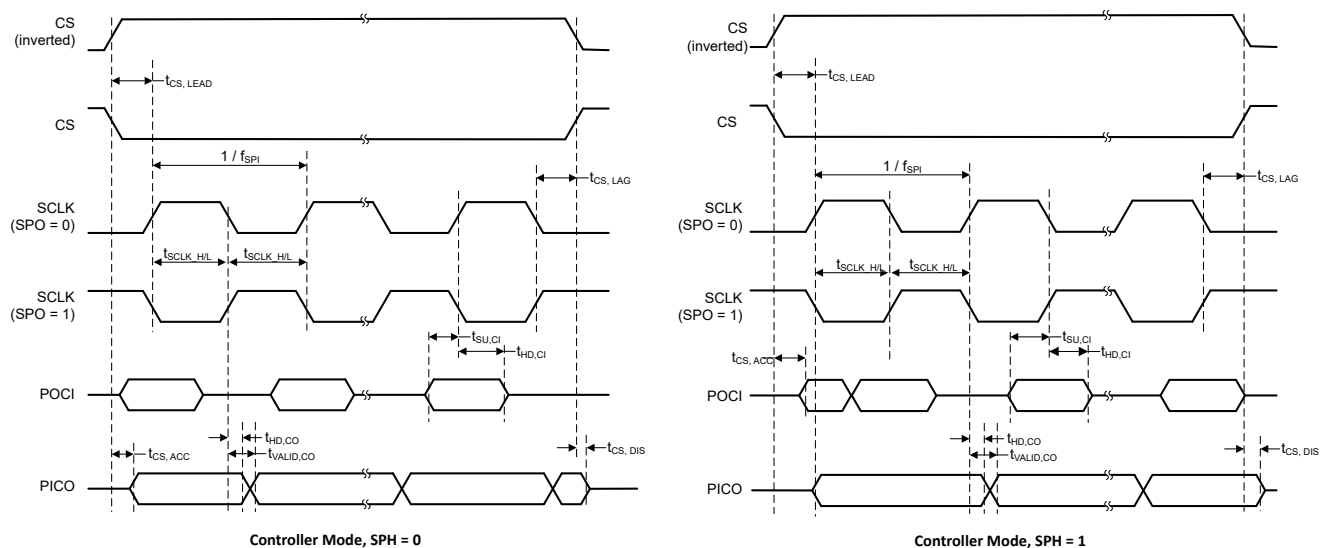 CS
(inverted)
tCS, LEAD
CS
1 / fSPI
tCS, LAG
SCLK
(SPO = 0)
tSCLK_H/L
tSCLK_H/L
SCLK
(SPO = 1)
tSU,CI
tHD,CI
POCI
tHD,CO
tCS, ACC
tVALID,CO
tCS, DIS
PICO
Controller Mode, SPH = 0
CS
(inverted)
tCS, LEAD
CS
1 / fSPI
tCS, LAG
SCLK
(SPO = 0)
tSCLK_H/L
tSCLK_H/L
SCLK
(SPO = 1)
tSU,CI
tHD,CI
tCS, ACC
POCI
tHD,CO
tVALID,CO
tCS, DIS
PICO
Controller Mode, SPH = 1